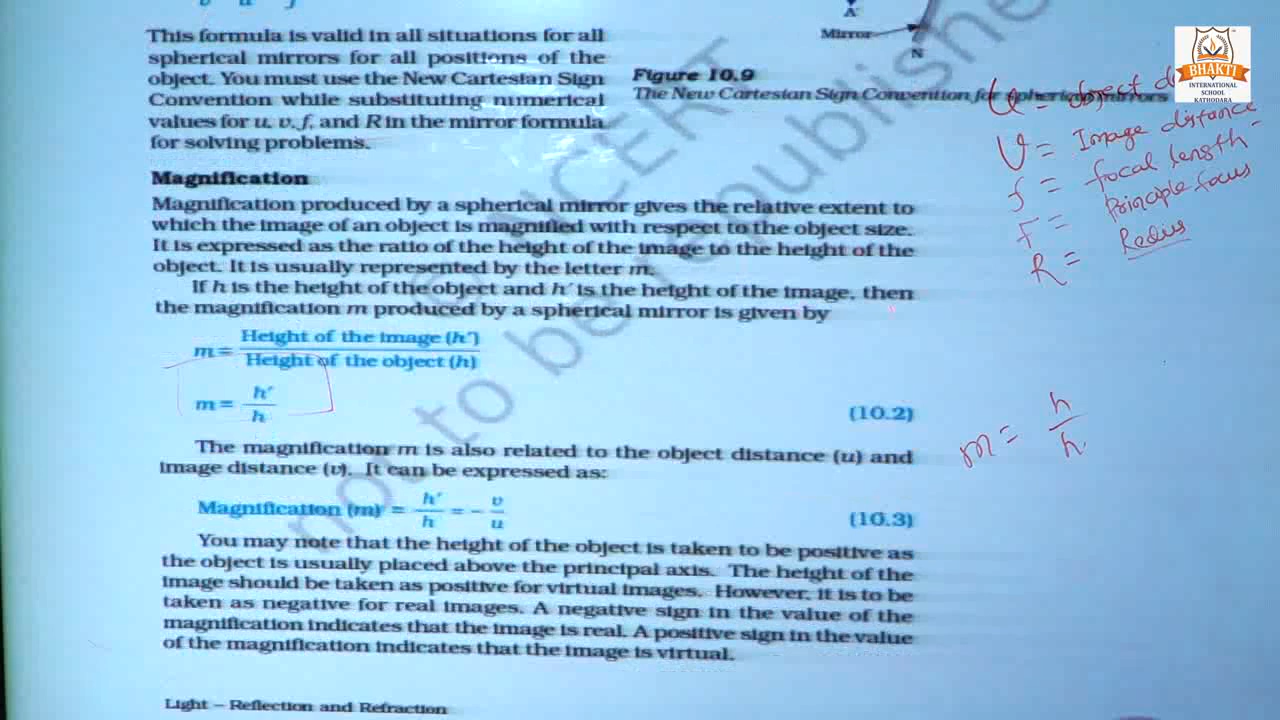 v u f
This formula is valid in all situations for all
spherical mirrors for all positions of the
object. You must use the New Cartesian Sign
Convention while substituting numerical
values for u, v, f, and R in the mirror formula
for solving problems.
A'
Mirror
N
Figure 10.9
The New Cartesian Sign Convention for spherical mirrors
BHAKTI
INTERNATIONAL
SCHOOL
KATHODARA
u = object
v = Image distance
f = focal length
F = Principle focus
R = Radius
Magnification
Magnification produced by a spherical mirror gives the relative extent to
which the image of an object is magnified with respect to the object size.
It is expressed as the ratio of the height of the image to the height of the
object. It is usually represented by the letter m.
If h is the height of the object and h′ is the height of the image, then
the magnification m produced by a spherical mirror is given by
m = Height of the image (h′)
Height of the object (h)
m = h′
h
(10.2)
m = h
h
The magnification m is also related to the object distance (u) and
image distance (v). It can be expressed as:
Magnification (m) = h′/h = - v/u
(10.3)
You may note that the height of the object is taken to be positive as
the object is usually placed above the principal axis. The height of the
image should be taken as positive for virtual images. However, it is to be
taken as negative for real images. A negative sign in the value of the
magnification indicates that the image is real. A positive sign in the value
of the magnification indicates that the image is virtual.
Light – Reflection and Refraction
© NCERT
not to be republished